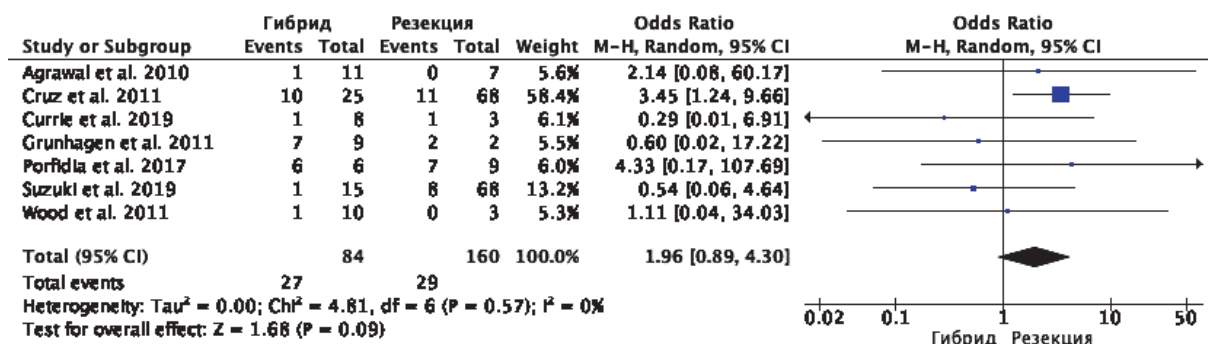 Гибрид Резекция Odds Ratio Odds Ratio
Study or Subgroup Events Total Events Total Weight M-H, Random, 95% CI M-H, Random, 95% CI
Agrawal et al. 2010 1 11 0 7 5.6% 2.14 [0.08, 60.17]
Cruz et al. 2011 10 25 11 68 58.4% 3.45 [1.24, 9.66]
Currie et al. 2019 1 8 1 3 6.1% 0.29 [0.01, 6.91]
Grunhagen et al. 2011 7 9 2 2 5.5% 0.60 [0.02, 17.22]
Porfidia et al. 2017 6 6 7 9 6.0% 4.33 [0.17, 107.69]
Suzuki et al. 2019 1 15 8 68 13.2% 0.54 [0.06, 4.64]
Wood et al. 2011 1 10 0 3 5.3% 1.11 [0.04, 34.03]
Total (95% CI) 84 160 100.0% 1.96 [0.89, 4.30]
Total events 27 29
Heterogeneity: Tau² = 0.00; Chi² = 4.81, df = 6 (P = 0.57); I² = 0%
Test for overall effect: Z = 1.68 (P = 0.09)
0.02 0.1 1 10 50
Гибрид Резекция